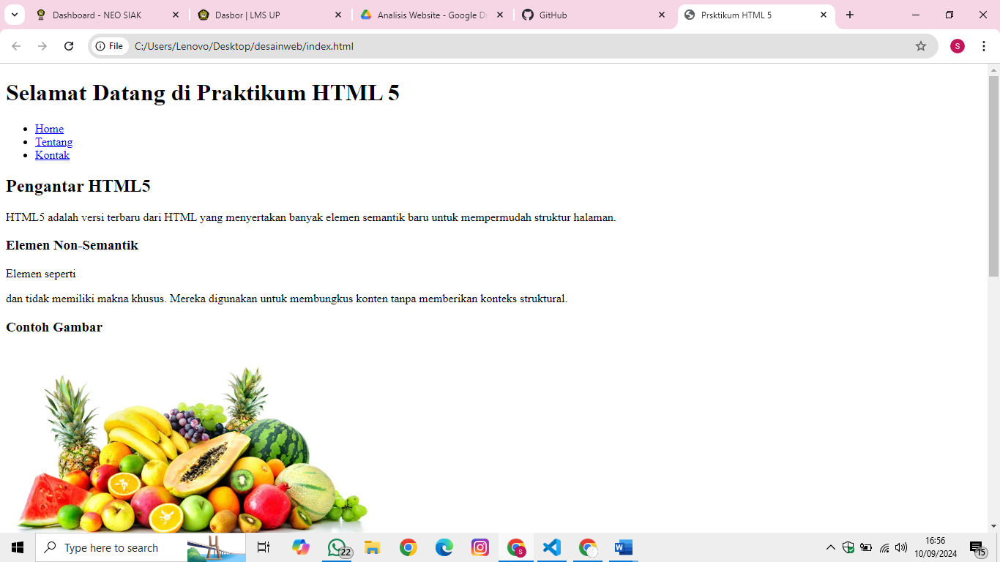 Dashboard - NEO SIAK
Dasbor | LMS UP
Analisis Website - Google Dr
GitHub
Prsktikum HTML 5
File
C:/Users/Lenovo/Desktop/desainweb/index.html
S
Selamat Datang di Praktikum HTML 5
Home
Tentang
Kontak
Pengantar HTML5
HTML5 adalah versi terbaru dari HTML yang menyertakan banyak elemen semantik baru untuk mempermudah struktur halaman.
Elemen Non-Semantik
Elemen seperti
dan tidak memiliki makna khusus. Mereka digunakan untuk membungkus konten tanpa memberikan konteks struktural.
Contoh Gambar
Type here to search
22
S
W
16:56
10/09/2024
15